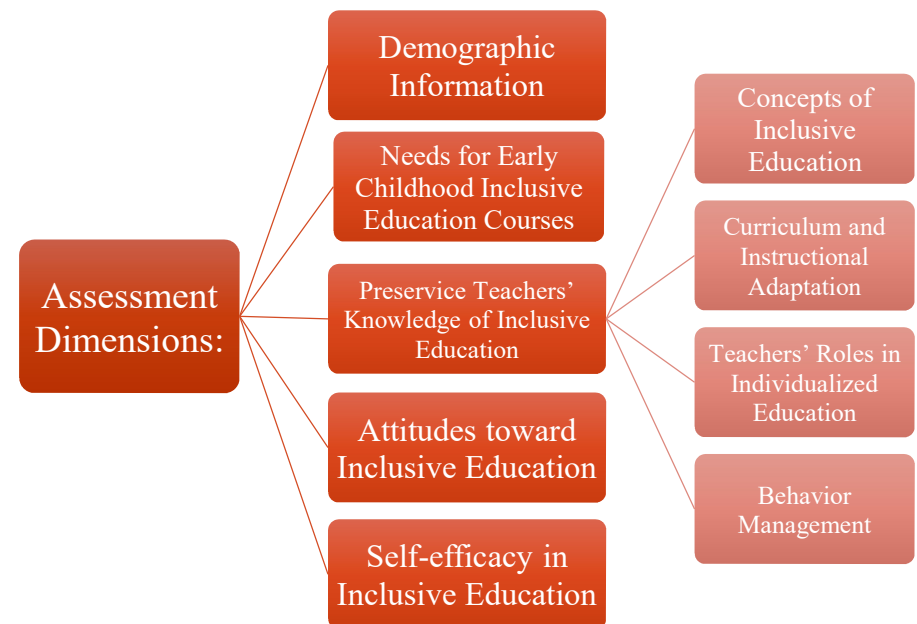 Assessment
Dimensions:
Demographic
Information
Needs for Early
Childhood Inclusive
Education Courses
Preservice Teachers’
Knowledge of Inclusive
Education
Attitudes toward
Inclusive Education
Self-efficacy in
Inclusive Education
Concepts of
Inclusive
Education
Curriculum and
Instructional
Adaptation
Teachers’ Roles in
Individualized
Education
Behavior
Management